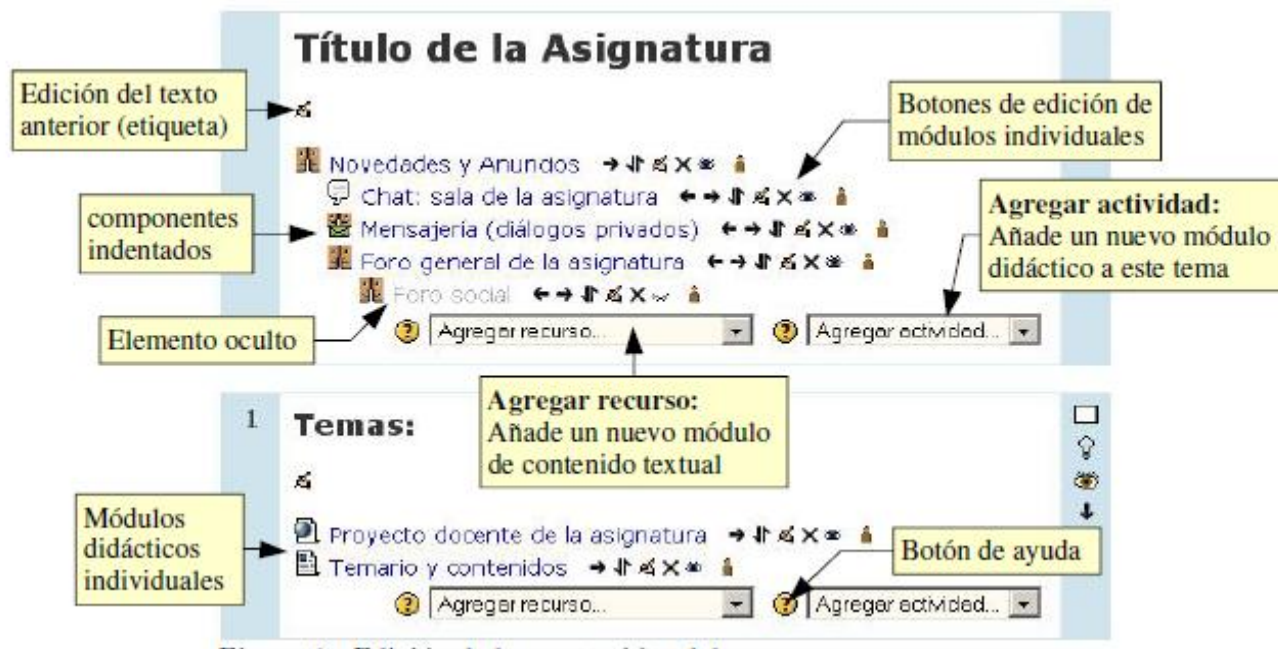 Título de la Asignatura
Edición del texto
anterior (etiqueta)
Botones de edición de
módulos individuales
Novedades y Anuncios
Chat: sala de la asignatura
componentes
indentados
Mensajería (diálogos privados)
Agregar actividad:
Añade un nuevo módulo
didáctico a este tema
Foro general de la asignatura
Foro social
Elemento oculto
Agregar recurso...
Agregar actividad...
Agregar recurso:
Añade un nuevo módulo
de contenido textual
1
Temas:
Módulos
didácticos
individuales
Proyecto docente de la asignatura
Temario y contenidos
Botón de ayuda
Agregar recurso...
Agregar actividad...